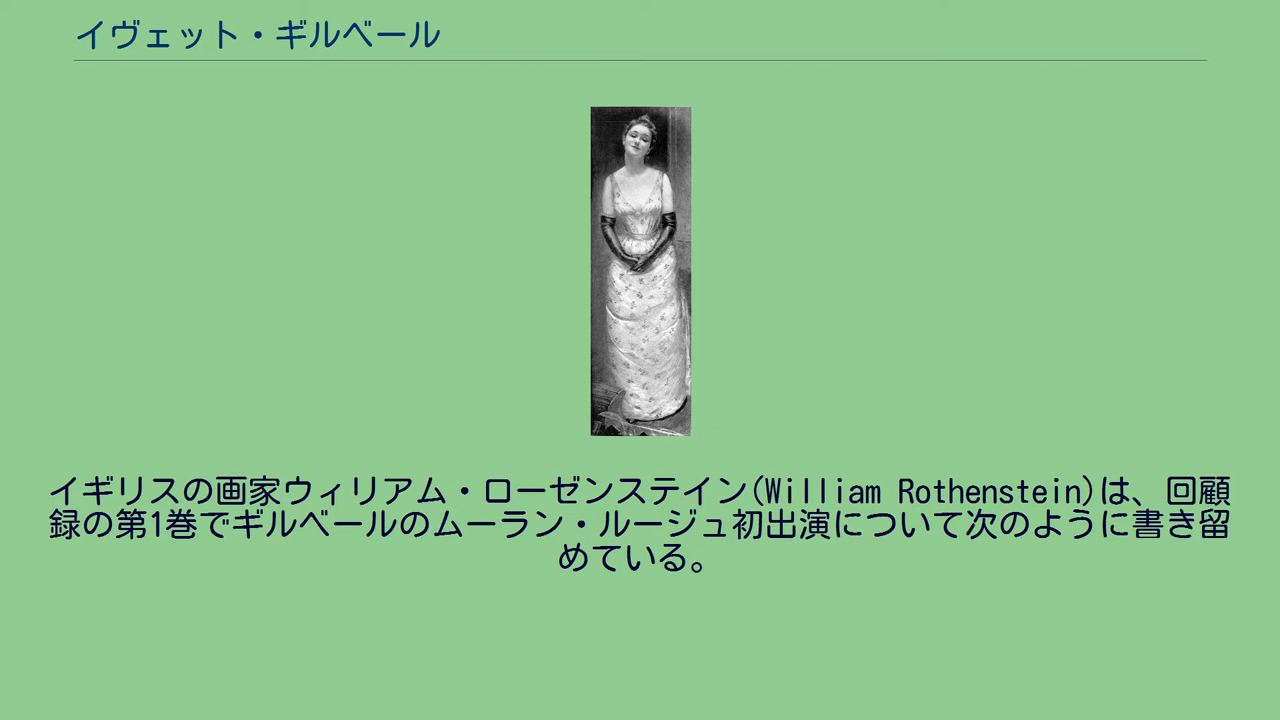 イヴェット・ギルベール
イギリスの画家ウィリアム・ローゼンステイン(William Rothenstein)は、回顧
録の第1巻でギルベールのムーラン・ルージュ初出演について次のように書き留
めている。